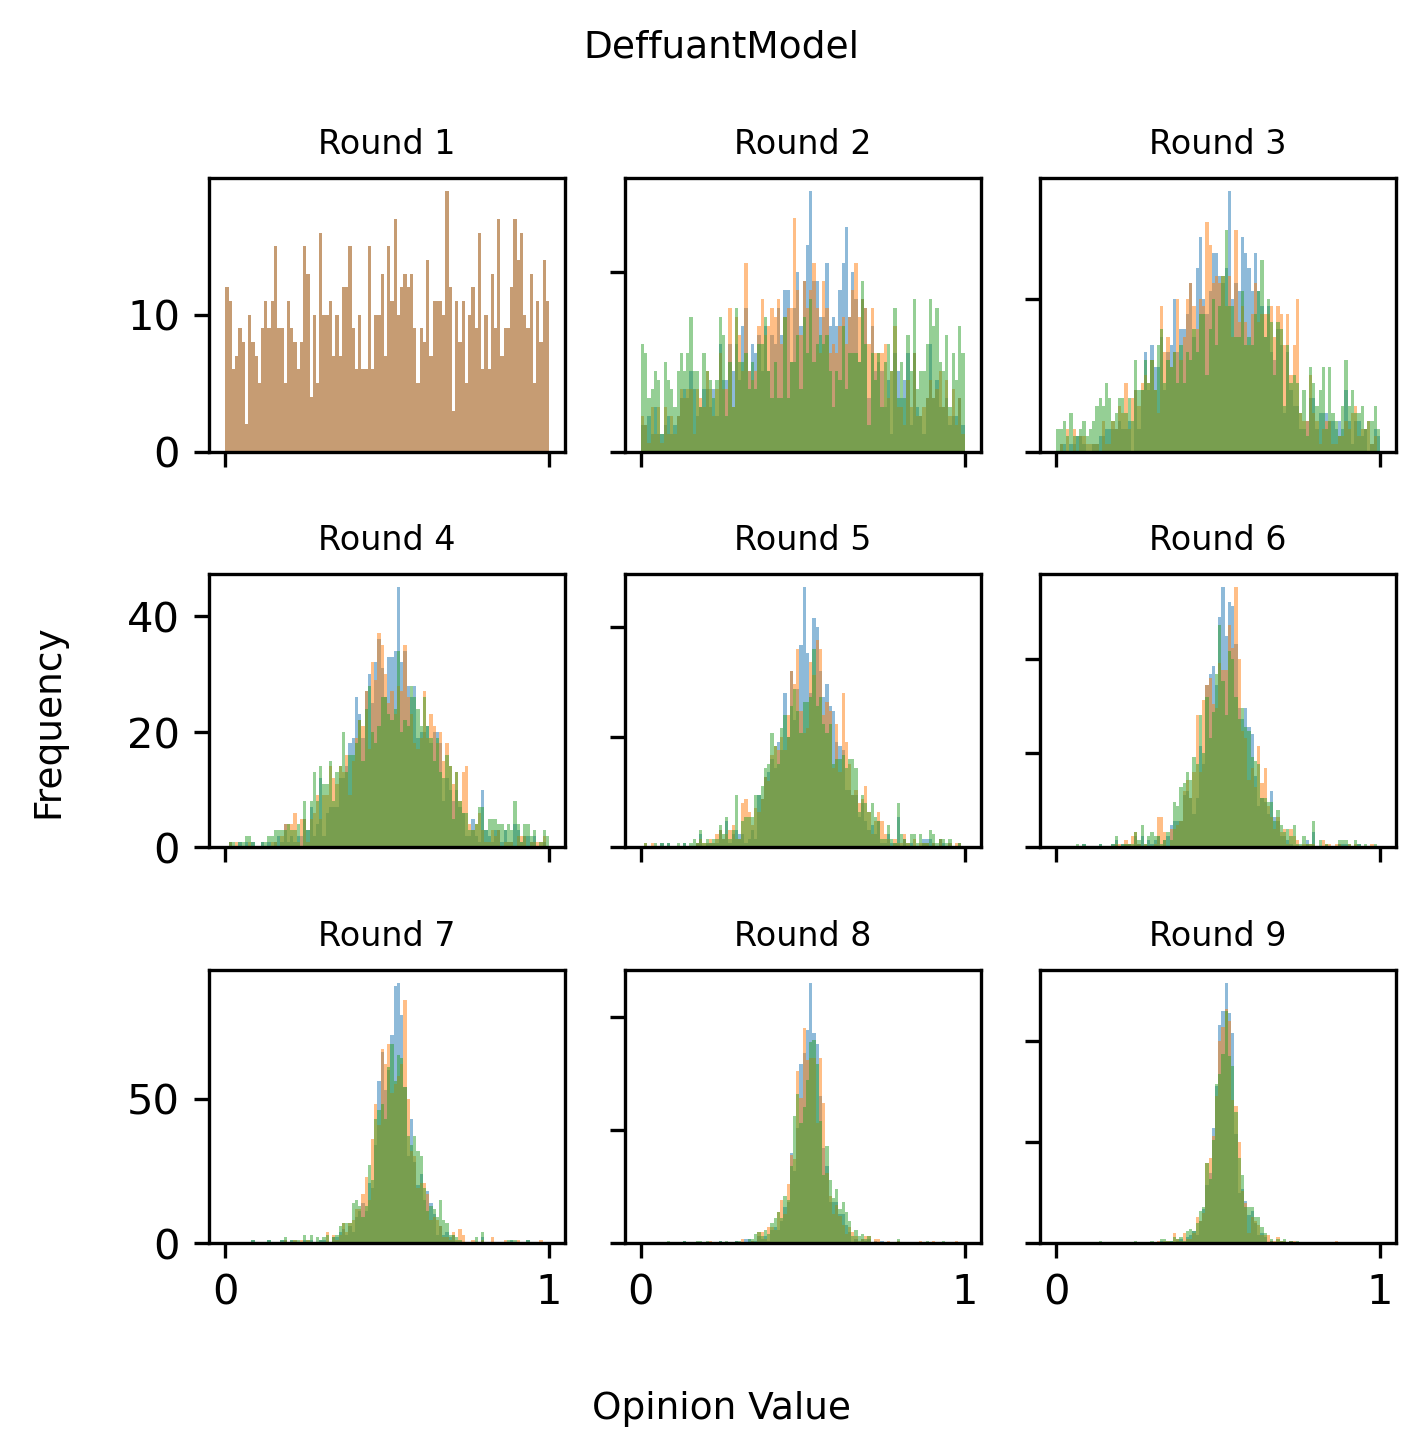 DeffuantModel
Round 1
Round 2
Round 3
10
0
Round 4
Round 5
Round 6
40
20
0
Frequency
Round 7
Round 8
Round 9
50
0
0 1
0 1
0 1
Opinion Value